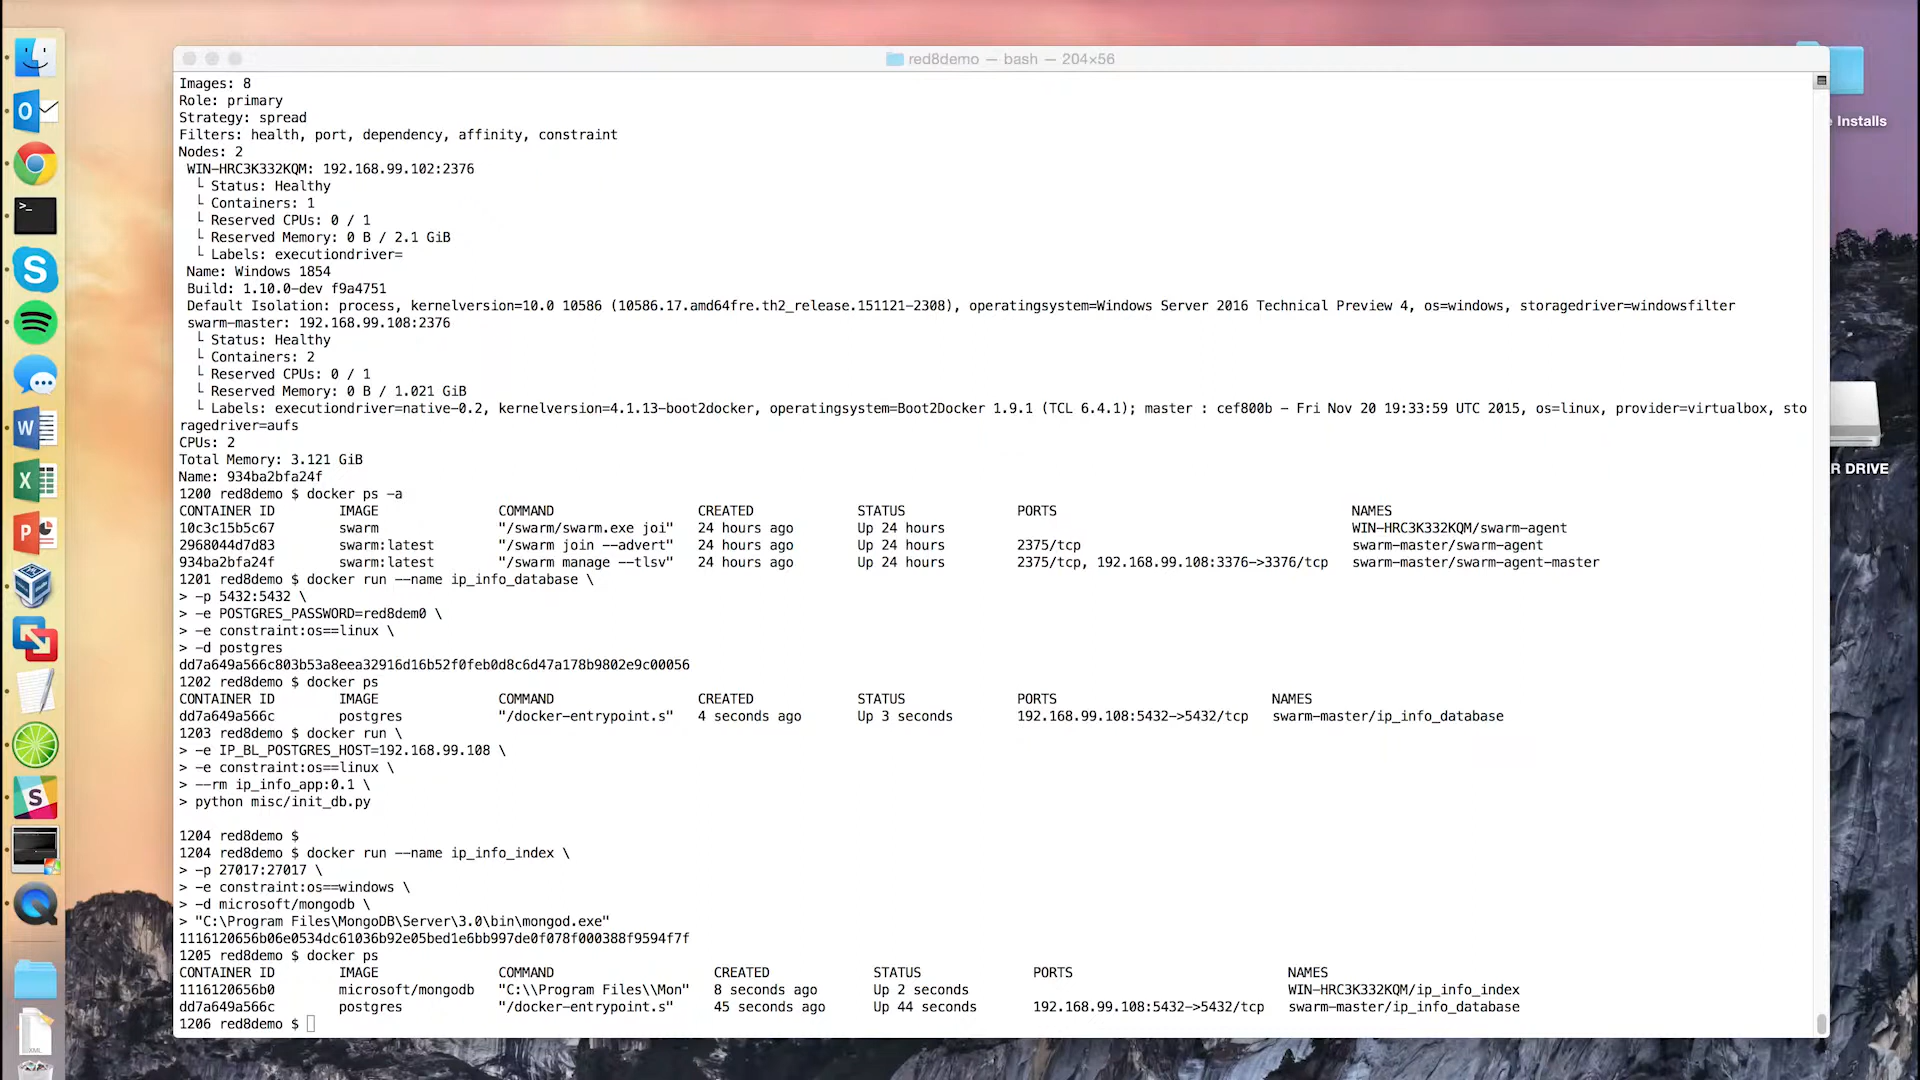 red8demo — bash — 204×56
Images: 8
Role: primary
Strategy: spread
Filters: health, port, dependency, affinity, constraint
Nodes: 2
WIN-HRC3K332KQM: 192.168.99.102:2376
└ Status: Healthy
└ Containers: 1
└ Reserved CPUs: 0 / 1
└ Reserved Memory: 0 B / 2.1 GiB
└ Labels: executiondriver=
Name: Windows 1854
Build: 1.10.0-dev f9a4751
Default Isolation: process, kernelversion=10.0 10586 (10586.17.amd64fre.th2_release.151121-2308), operatingsystem=Windows Server 2016 Technical Preview 4, os=windows, storagedriver=windowsfilter
swarm-master: 192.168.99.108:2376
└ Status: Healthy
└ Containers: 2
└ Reserved CPUs: 0 / 1
└ Reserved Memory: 0 B / 1.021 GiB
└ Labels: executiondriver=native-0.2, kernelversion=4.1.13-boot2docker, operatingsystem=Boot2Docker 1.9.1 (TCL 6.4.1); master : cef800b - Fri Nov 20 19:33:59 UTC 2015, os=linux, provider=virtualbox, sto
ragedriver=aufs
CPUs: 2
Total Memory: 3.121 GiB
Name: 934ba2bfa24f
1200 red8demo $ docker ps -a
CONTAINER ID IMAGE COMMAND CREATED STATUS PORTS NAMES
10c3c15b5c67 swarm "/swarm/swarm.exe joi" 24 hours ago Up 24 hours WIN-HRC3K332KQM/swarm-agent
2968044d7d83 swarm:latest "/swarm join --advert" 24 hours ago Up 24 hours 2375/tcp swarm-master/swarm-agent
934ba2bfa24f swarm:latest "/swarm manage --tlsv" 24 hours ago Up 24 hours 2375/tcp, 192.168.99.108:3376->3376/tcp swarm-master/swarm-agent-master
1201 red8demo $ docker run --name ip_info_database \
> -p 5432:5432 \
> -e POSTGRES_PASSWORD=red8dem0 \
> -e constraint:os==linux \
> -d postgres
dd7a649a566c803b53a8eea32916d16b52f0feb0d8c6d47a178b9802e9c00056
1202 red8demo $ docker ps
CONTAINER ID IMAGE COMMAND CREATED STATUS PORTS NAMES
dd7a649a566c postgres "/docker-entrypoint.s" 4 seconds ago Up 3 seconds 192.168.99.108:5432->5432/tcp swarm-master/ip_info_database
1203 red8demo $ docker run \
> -e IP_BL_POSTGRES_HOST=192.168.99.108 \
> -e constraint:os==linux \
> --rm ip_info_app:0.1 \
> python misc/init_db.py
1204 red8demo $
1204 red8demo $ docker run --name ip_info_index \
> -p 27017:27017 \
> -e constraint:os==windows \
> -d microsoft/mongodb \
> "C:\Program Files\MongoDB\Server\3.0\bin\mongod.exe"
1116120656b06e0534dc61036b92e05bed1e6bb997de0f078f000388f9594f7f
1205 red8demo $ docker ps
CONTAINER ID IMAGE COMMAND CREATED STATUS PORTS NAMES
1116120656b0 microsoft/mongodb "C:\\Program Files\\Mon" 8 seconds ago Up 2 seconds WIN-HRC3K332KQM/ip_info_index
dd7a649a566c postgres "/docker-entrypoint.s" 45 seconds ago Up 44 seconds 192.168.99.108:5432->5432/tcp swarm-master/ip_info_database
1206 red8demo $
Installs
DRIVE